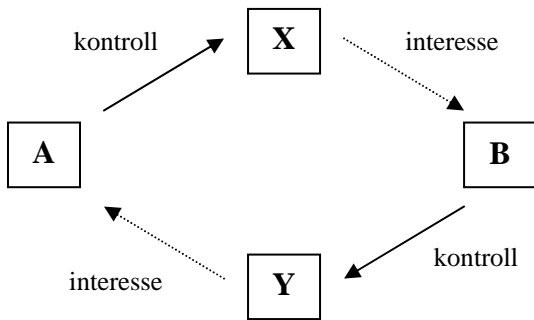 kontroll
X
interesse
A
B
interesse
Y
kontroll